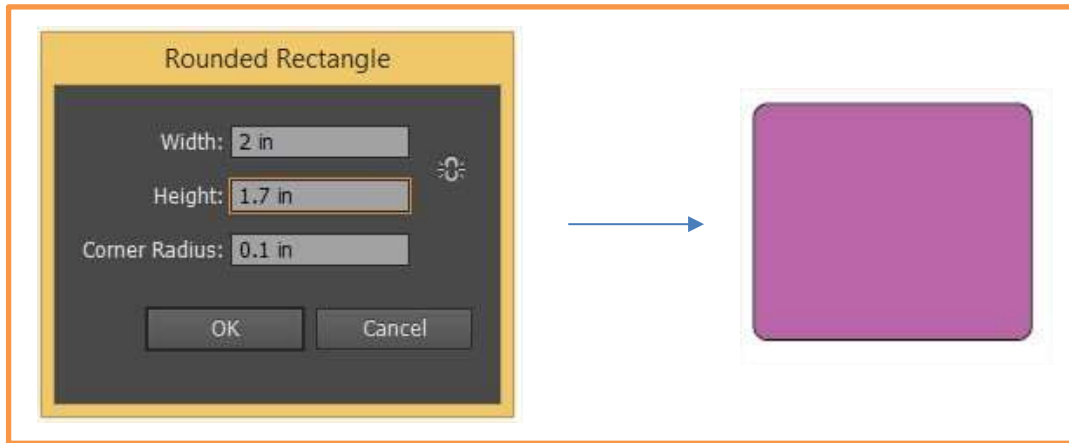 Rounded Rectangle
Width: 2 in
Height: 1.7 in
Corner Radius: 0.1 in
OK Cancel